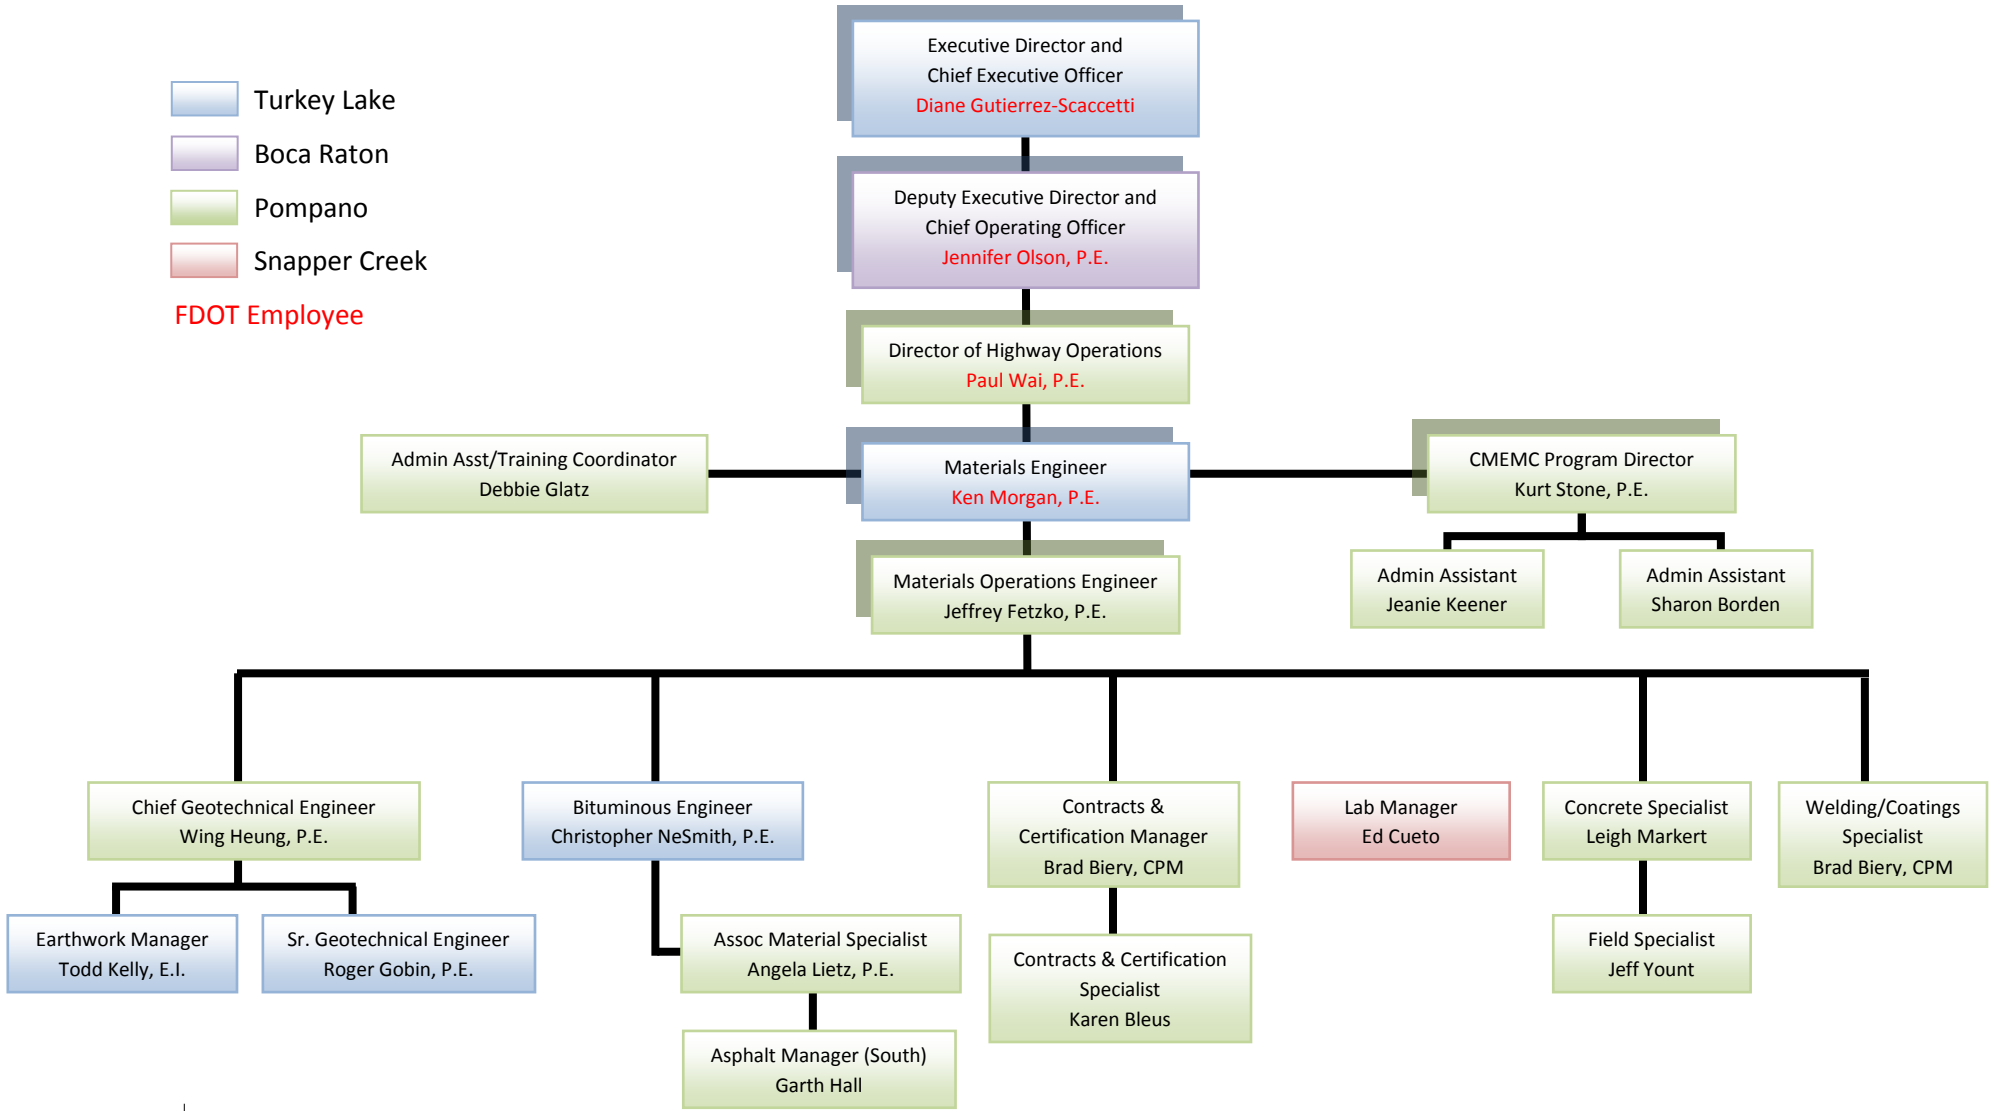 Executive Director and
Chief Executive Officer
Diane Gutierrez-Scaccetti
Turkey Lake
Boca Raton
Pompano
Snapper Creek
FDOT Employee
Deputy Executive Director and
Chief Operating Officer
Jennifer Olson, P.E.
Director of Highway Operations
Paul Wai, P.E.
Admin Asst/Training Coordinator
Debbie Glatz
Materials Engineer
Ken Morgan, P.E.
CMEMC Program Director
Kurt Stone, P.E.
Materials Operations Engineer
Jeffrey Fetzko, P.E.
Admin Assistant
Jeanie Keener
Admin Assistant
Sharon Borden
Chief Geotechnical Engineer
Wing Heung, P.E.
Bituminous Engineer
Christopher NeSmith, P.E.
Contracts &
Certification Manager
Brad Biery, CPM
Lab Manager
Ed Cueto
Concrete Specialist
Leigh Markert
Welding/Coatings
Specialist
Brad Biery, CPM
Earthwork Manager
Todd Kelly, E.I.
Sr. Geotechnical Engineer
Roger Gobin, P.E.
Assoc Material Specialist
Angela Lietz, P.E.
Contracts & Certification
Specialist
Karen Bleus
Field Specialist
Jeff Yount
Asphalt Manager (South)
Garth Hall